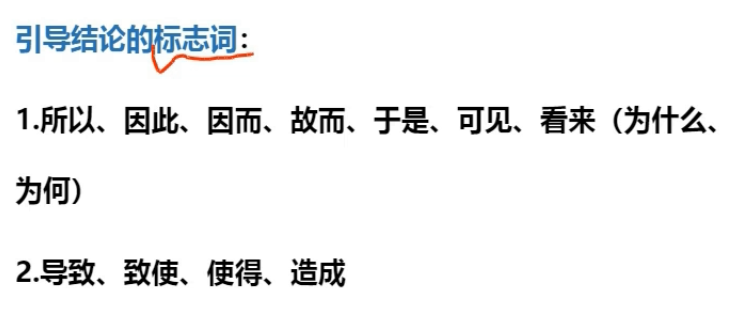 引导结论的标志词：
1.所以、因此、因而、故而、于是、可见、看来（为什么、
为何）
2.导致、致使、使得、造成